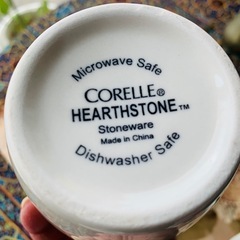 Microwave Safe
CORELLE®
HEARTHSTONE™
Stoneware
Made in China
Dishwasher Safe